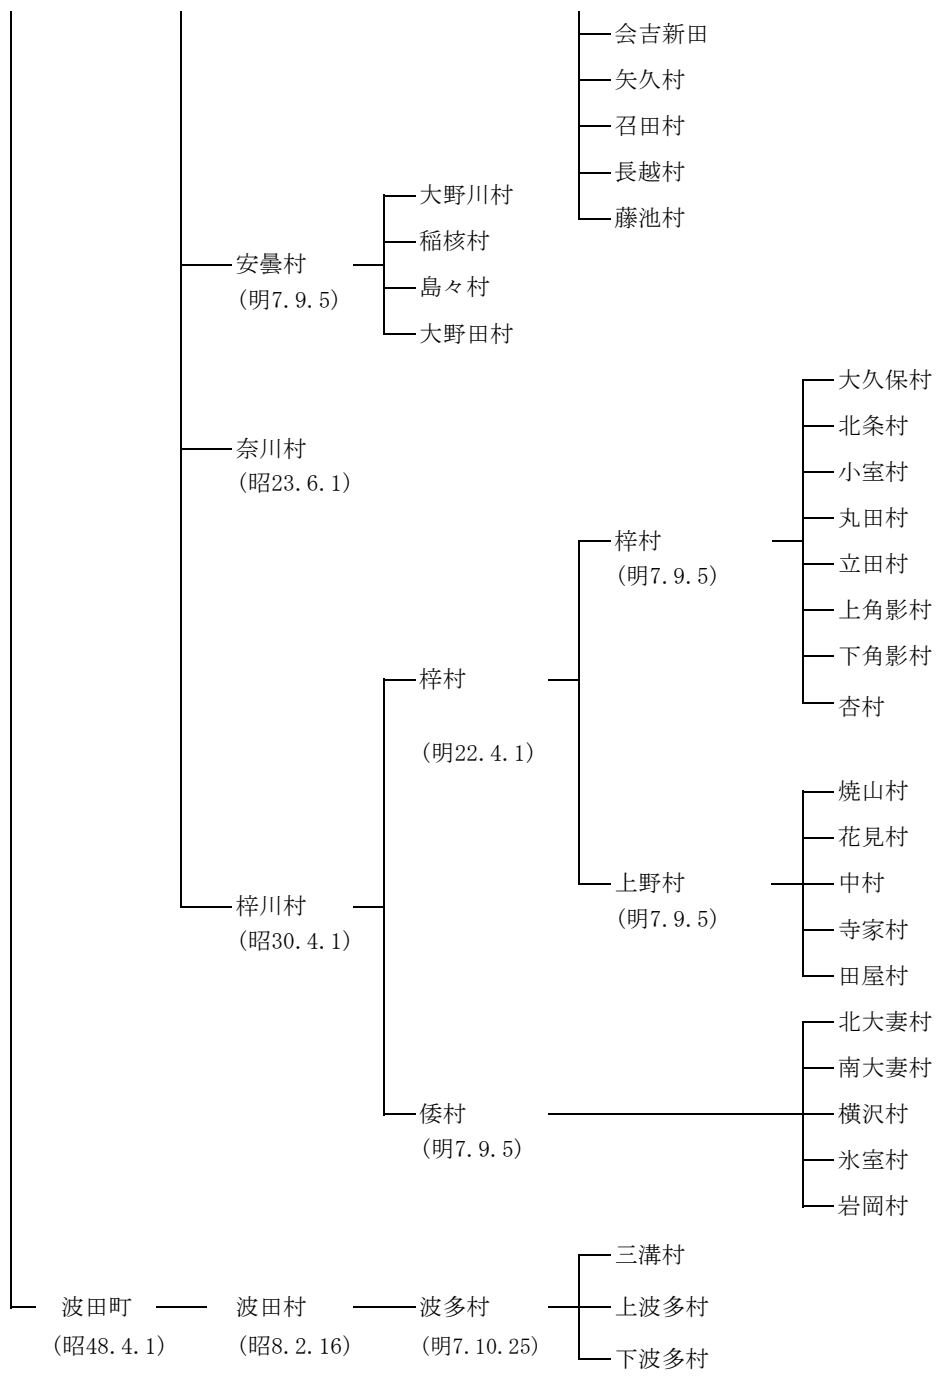 会吉新田
矢久村
召田村
長越村
藤池村
安曇村
(明7.9.5)
大野川村
稲核村
島々村
大野田村
奈川村
(昭23.6.1)
梓川村
(昭30.4.1)
梓村
(明22.4.1)
梓村
(明7.9.5)
大久保村
北条村
小室村
丸田村
立田村
上角影村
下角影村
杏村
上野村
(明7.9.5)
焼山村
花見村
中村
寺家村
田屋村
倭村
(明7.9.5)
北大妻村
南大妻村
横沢村
氷室村
岩岡村
波田町
(昭48.4.1)
波田村
(昭8.2.16)
波多村
(明7.10.25)
三溝村
上波多村
下波多村